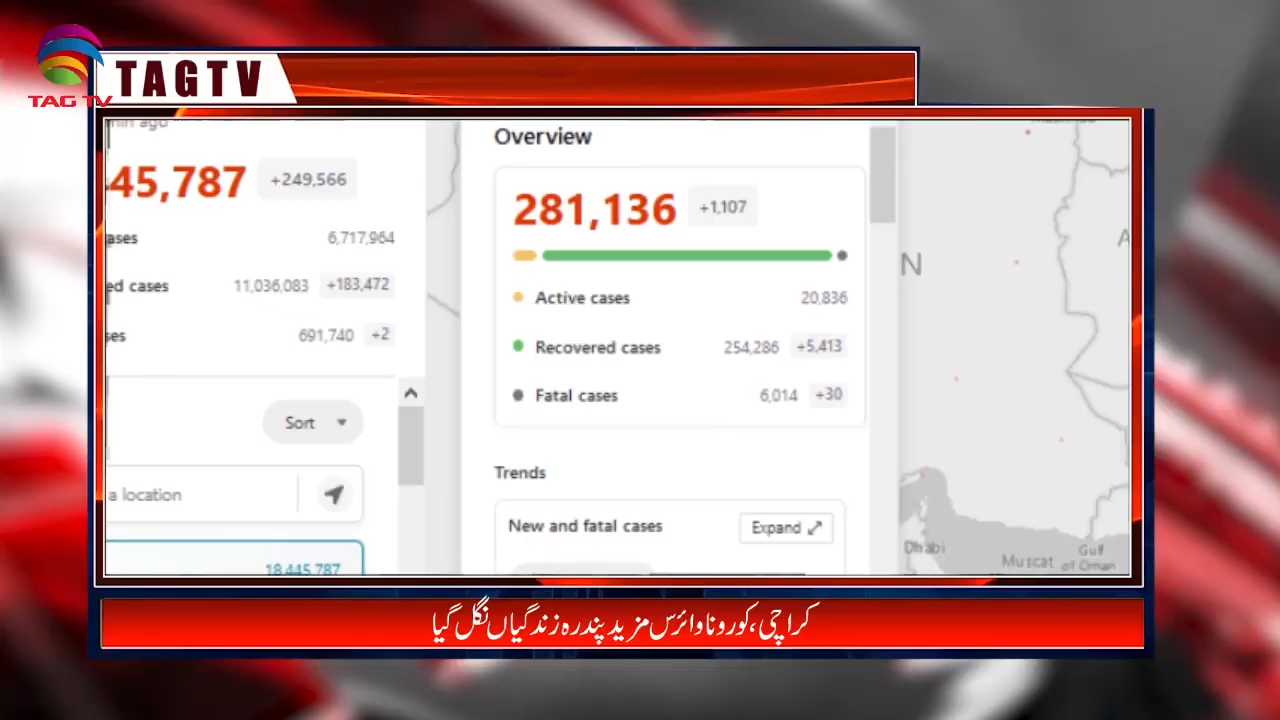 TAGTV
TAG TV
min ago
45,787 +249,566
ases 6,717,964
ed cases 11,036,083 +183,472
ses 691,740 +2
Sort
a location
18,445,787
Overview
281,136 +1,107
Active cases 20,836
Recovered cases 254,286 +5,413
Fatal cases 6,014 +30
Trends
New and fatal cases Expand
N
A
Dhabi
Muscat
Gulf
of Oman
کراچی، کورونا وائرس مزید پندرہ زندگیاں نگل گیا